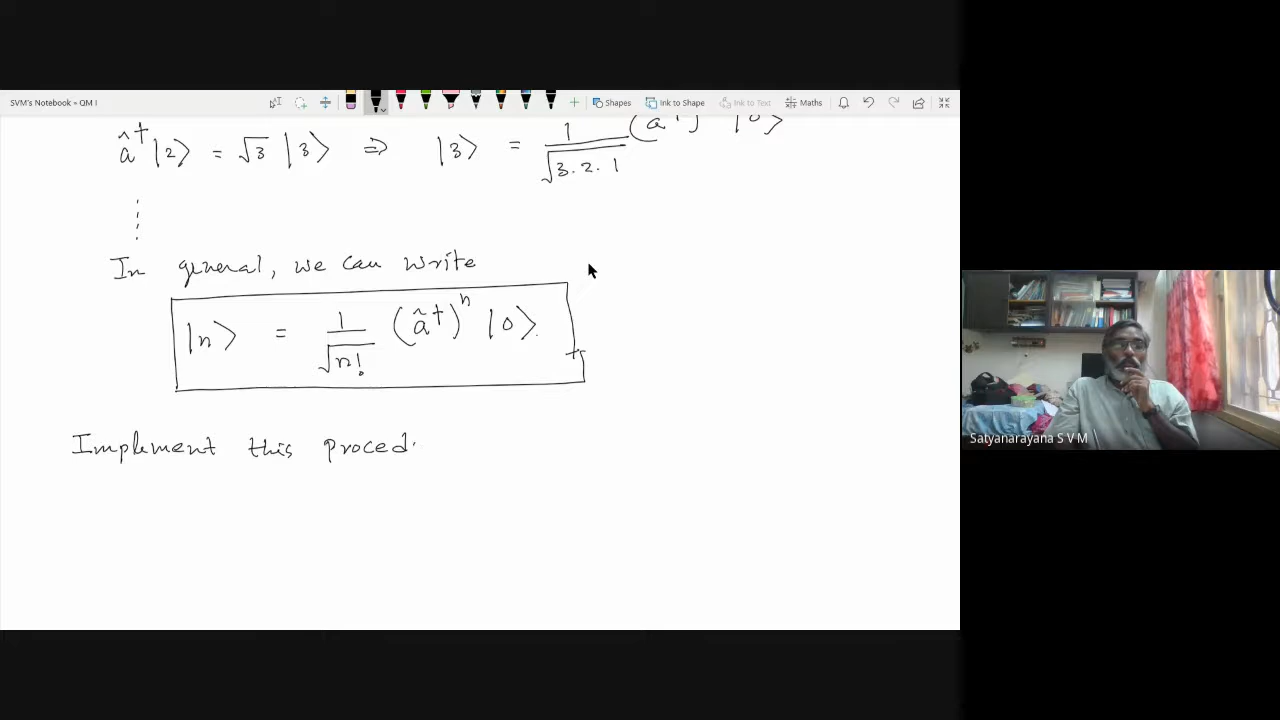 SVM's Notebook » QM I
Shapes Ink to Shape Ink to Text Maths
â† |2⟩ = √3 |3⟩ ⇒ |3⟩ = 1/√(3·2·1) (a†) |0⟩
In general, we can write
|n⟩ = 1/√n! (â†)ⁿ |0⟩.
Implement this proced
Satyanarayana S V M